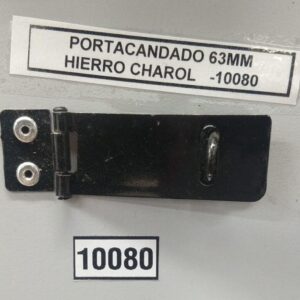 PORTACANDADO 63MM
HIERRO CHAROL -10080
10080